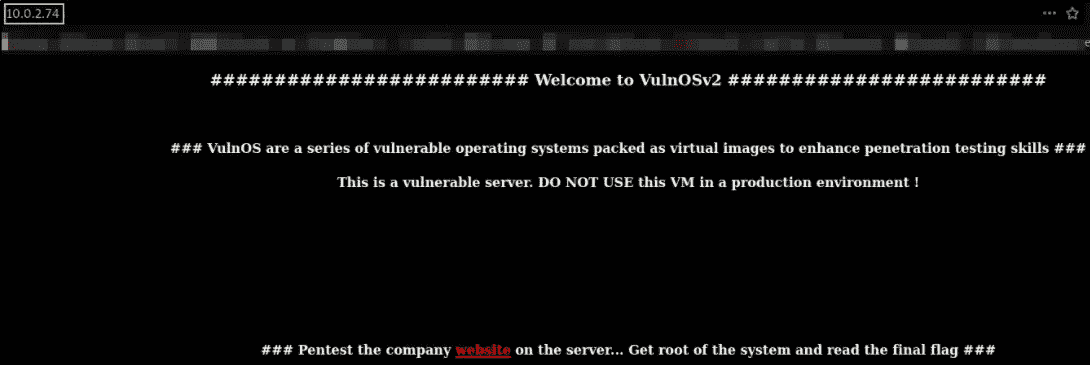 10.0.2.74
######################### Welcome to VulnOSv2 #########################
### VulnOS are a series of vulnerable operating systems packed as virtual images to enhance penetration testing skills ###
This is a vulnerable server. DO NOT USE this VM in a production environment !
### Pentest the company website on the server... Get root of the system and read the final flag ###